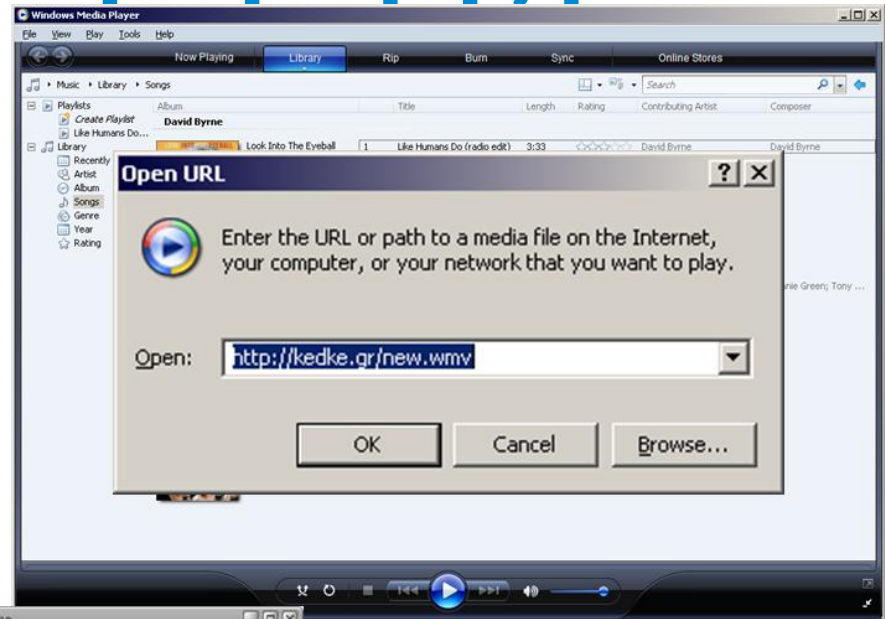 Windows Media Player
File View Play Tools Help
Now Playing Library Rip Burn Sync Online Stores
Music Library Songs Search
Playlists
Create Playlist
Like Humans Do...
Library
Recently
Artist
Album
Songs
Genre
Year
Rating
Album Title Length Rating Contributing Artist Composer
David Byrne
Look Into The Eyeball 1 Like Humans Do (radio edit) 3:33 David Byrne David Byrne
Green; Tony ...
Open URL
Enter the URL or path to a media file on the Internet,
your computer, or your network that you want to play.
Open: http://kedke.gr/new.wmv
OK Cancel Browse...